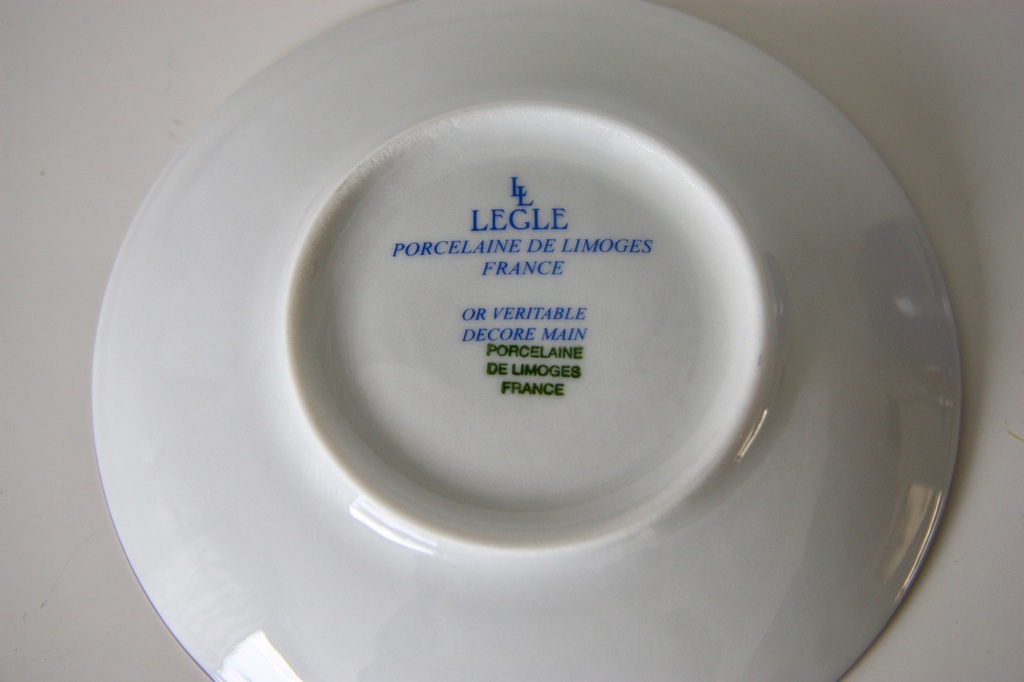 LL
LEGLE
PORCELAINE DE LIMOGES
FRANCE
OR VERITABLE
DECORE MAIN
PORCELAINE
DE LIMOGES
FRANCE